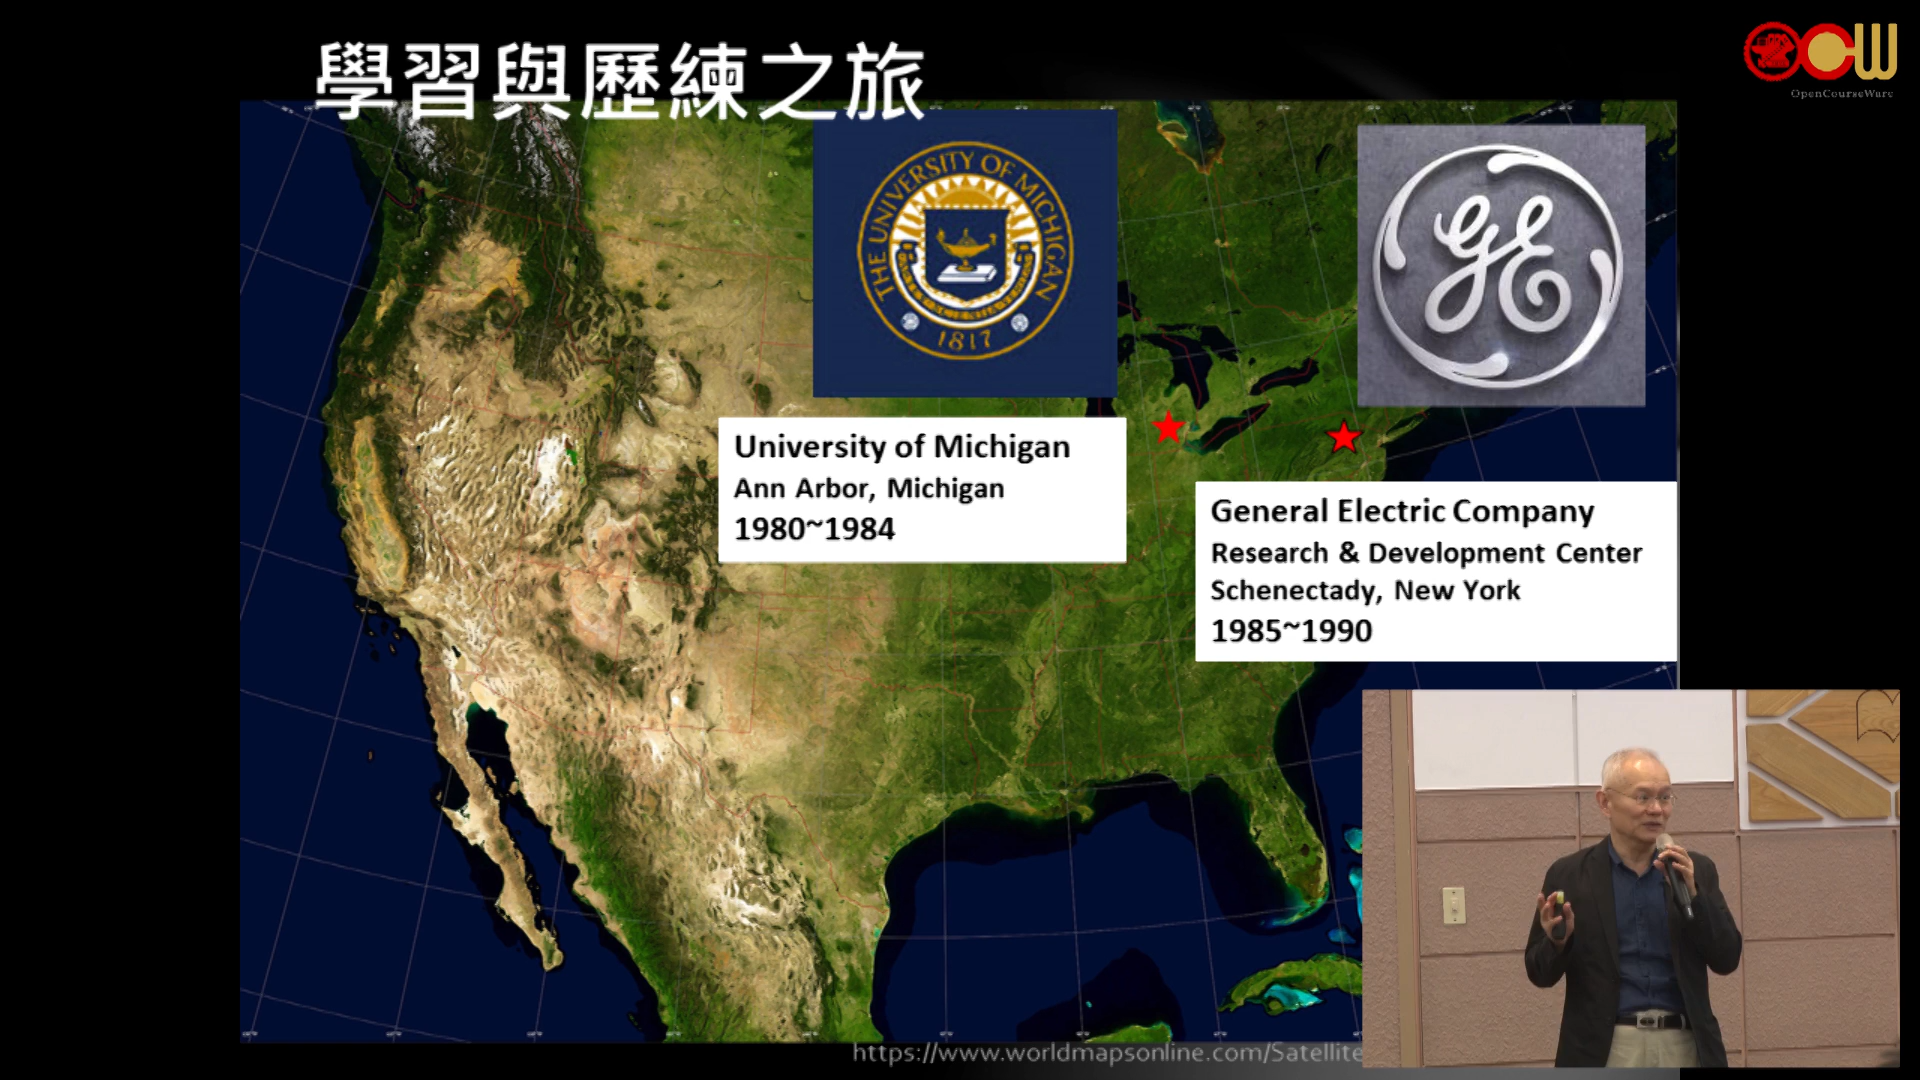 學習與歷練之旅
OpenCourseWare
THE UNIVERSITY OF MICHIGAN
1817
GE
University of Michigan
Ann Arbor, Michigan
1980~1984
General Electric Company
Research & Development Center
Schenectady, New York
1985~1990
https://www.worldmapsonline.com/Satellite